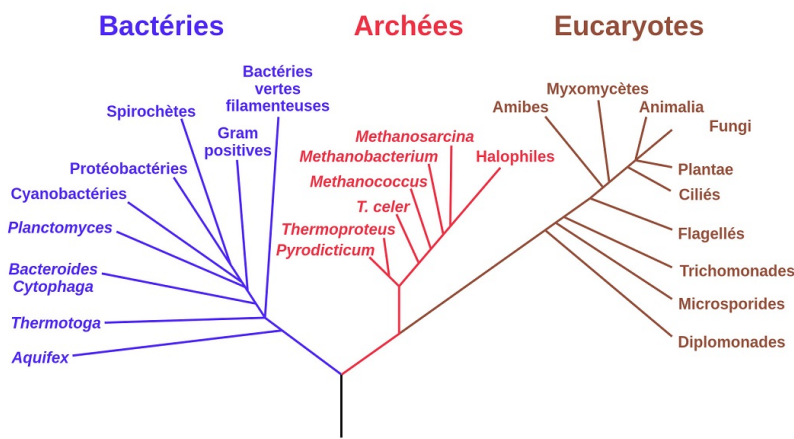 Bactéries
Archées
Eucaryotes
Bactéries
vertes
filamenteuses
Spirochètes
Gram
positives
Protéobactéries
Cyanobactéries
Planctomyces
Bacteroides
Cytophaga
Thermotoga
Aquifex
Methanosarcina
Methanobacterium
Halophiles
Methanococcus
T. celer
Thermoproteus
Pyrodicticum
Myxomycètes
Amibes
Animalia
Fungi
Plantae
Ciliés
Flagellés
Trichomonades
Microsporides
Diplomonades